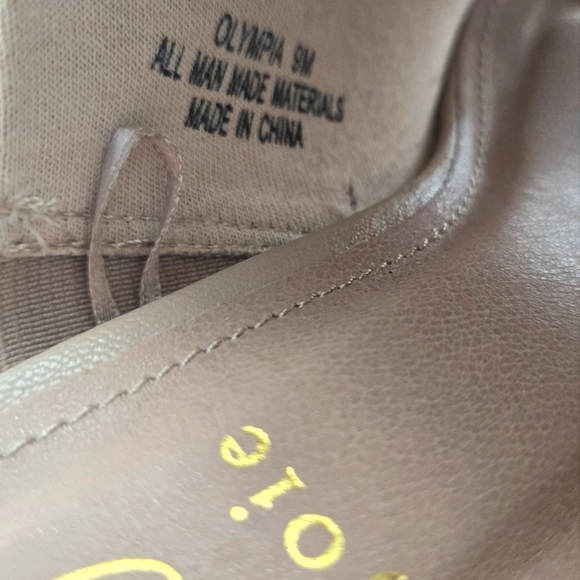 OLYMPIA 9M
ALL MAN MADE MATERIALS
MADE IN CHINA